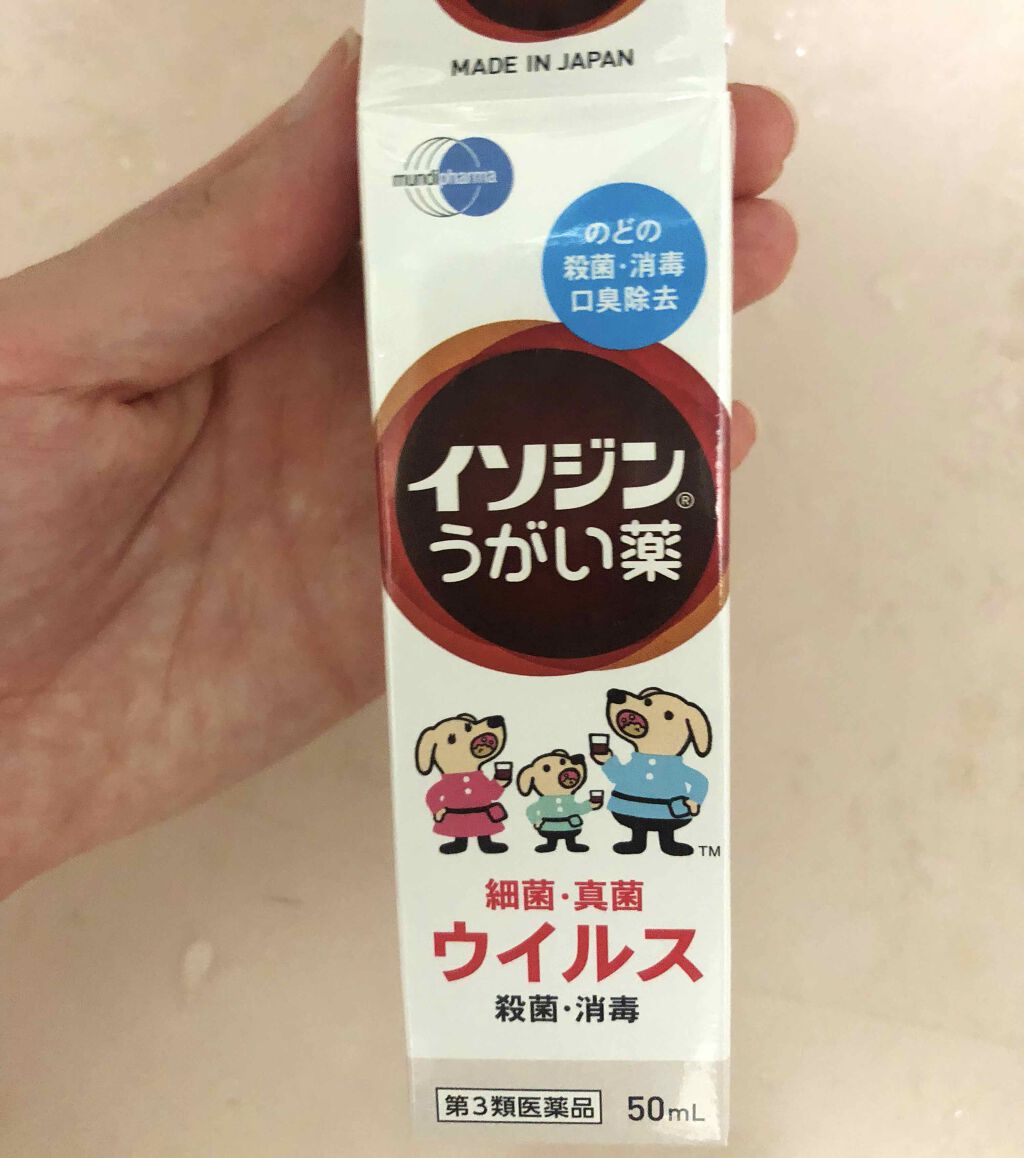 MADE IN JAPAN
mundipharma
のどの
殺菌・消毒
口臭除去
イソジン®
うがい薬
TM
細菌・真菌
ウイルス
殺菌・消毒
第3類医薬品 50mL